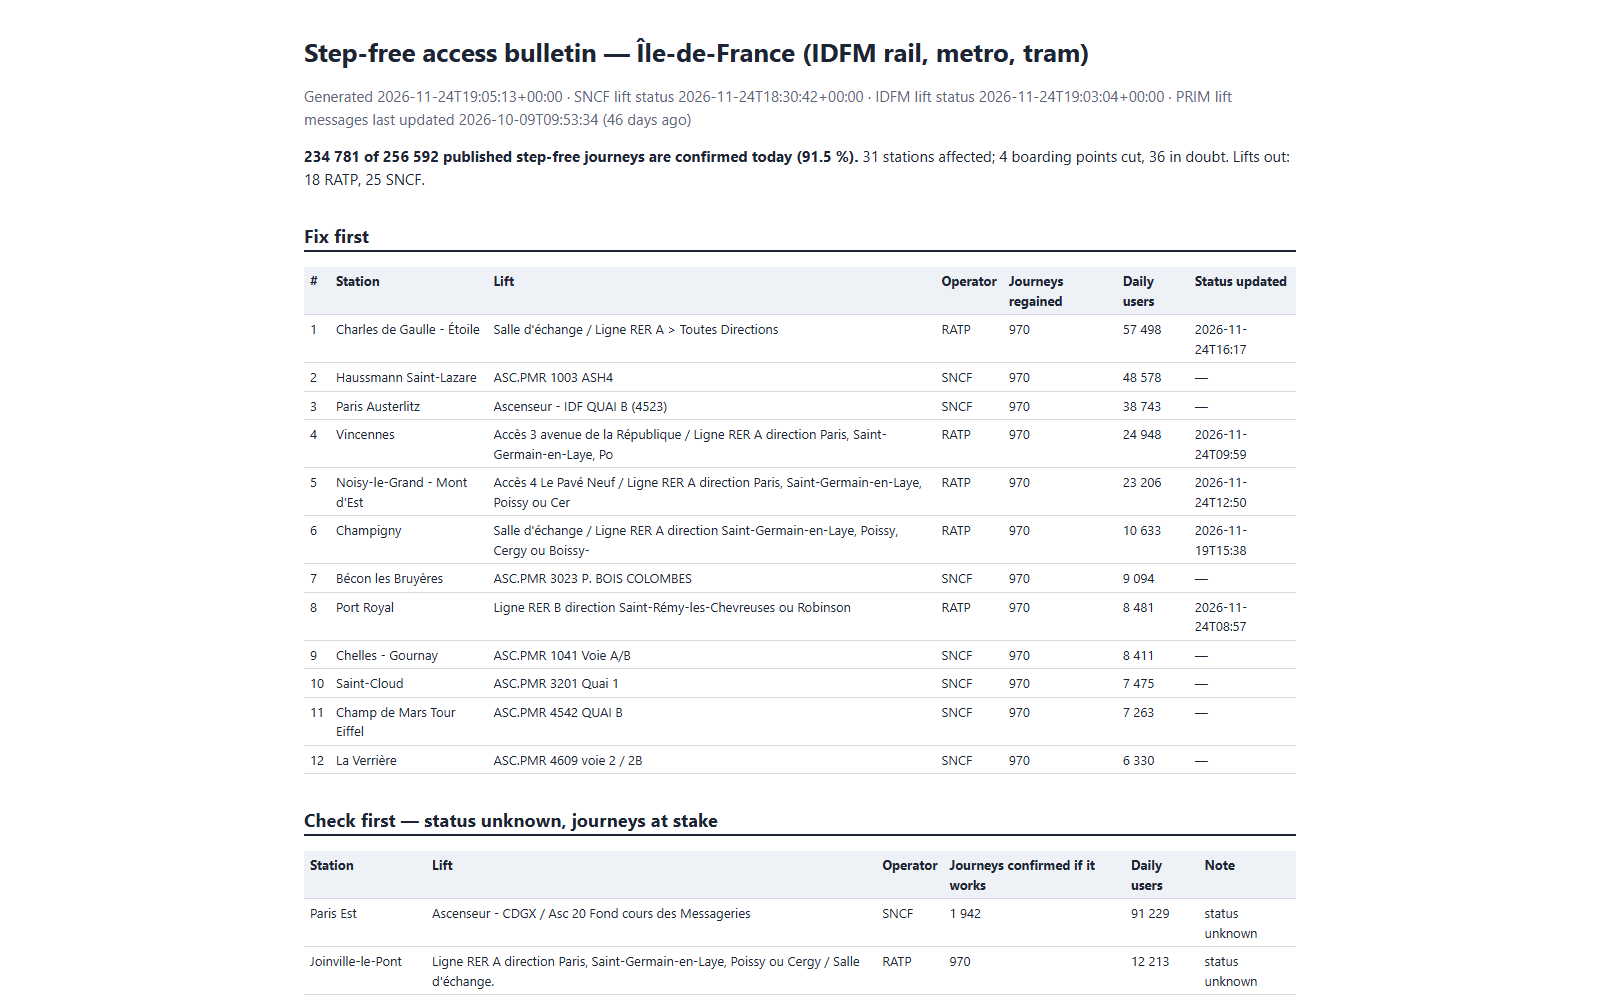 Step-free access bulletin — Île-de-France (IDFM rail, metro, tram)
Generated 2026-11-24T19:05:13+00:00 · SNCF lift status 2026-11-24T18:30:42+00:00 · IDFM lift status 2026-11-24T19:03:04+00:00 · PRIM lift
messages last updated 2026-10-09T09:53:34 (46 days ago)
234 781 of 256 592 published step-free journeys are confirmed today (91.5 %). 31 stations affected; 4 boarding points cut, 36 in doubt. Lifts out:
18 RATP, 25 SNCF.
Fix first
# Station Lift Operator Journeys regained Daily users Status updated
1 Charles de Gaulle - Étoile Salle d'échange / Ligne RER A > Toutes Directions RATP 970 57 498 2026-11-
24T16:17
2 Haussmann Saint-Lazare ASC.PMR 1003 ASH4 SNCF 970 48 578 —
3 Paris Austerlitz Ascenseur - IDF QUAI B (4523) SNCF 970 38 743 —
4 Vincennes Accès 3 avenue de la République / Ligne RER A direction Paris, Saint- RATP 970 24 948 2026-11-
Germain-en-Laye, Po 24T09:59
5 Noisy-le-Grand - Mont Accès 4 Le Pavé Neuf / Ligne RER A direction Paris, Saint-Germain-en-Laye, RATP 970 23 206 2026-11-
d'Est Poissy ou Cer 24T12:50
6 Champigny Salle d'échange / Ligne RER A direction Saint-Germain-en-Laye, Poissy, RATP 970 10 633 2026-11-
Cergy ou Boissy- 19T15:38
7 Bécon les Bruyères ASC.PMR 3023 P. BOIS COLOMBES SNCF 970 9 094 —
8 Port Royal Ligne RER B direction Saint-Rémy-les-Chevreuses ou Robinson RATP 970 8 481 2026-11-
24T08:57
9 Chelles - Gournay ASC.PMR 1041 Voie A/B SNCF 970 8 411 —
10 Saint-Cloud ASC.PMR 3201 Quai 1 SNCF 970 7 475 —
11 Champ de Mars Tour ASC.PMR 4542 QUAI B SNCF 970 7 263 —
Eiffel
12 La Verrière ASC.PMR 4609 voie 2 / 2B SNCF 970 6 330 —
Check first — status unknown, journeys at stake
Station Lift Operator Journeys confirmed if it works Daily users Note
Paris Est Ascenseur - CDGX / Asc 20 Fond cours des Messageries SNCF 1 942 91 229 status
unknown
Joinville-le-Pont Ligne RER A direction Paris, Saint-Germain-en-Laye, Poissy ou Cergy / Salle RATP 970 12 213 status
d'échange. unknown